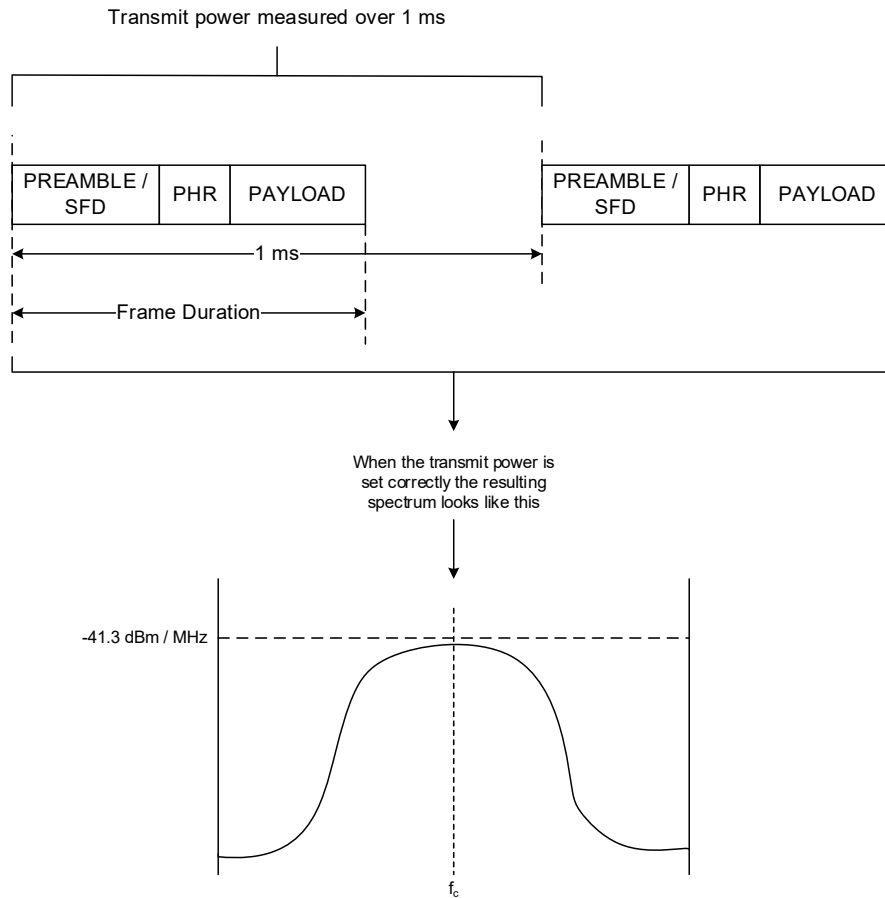 Transmit power measured over 1 ms
PREAMBLE /
SFD
PHR
PAYLOAD
PREAMBLE /
SFD
PHR
PAYLOAD
1 ms
Frame Duration
When the transmit power is
set correctly the resulting
spectrum looks like this
-41.3 dBm / MHz
fc